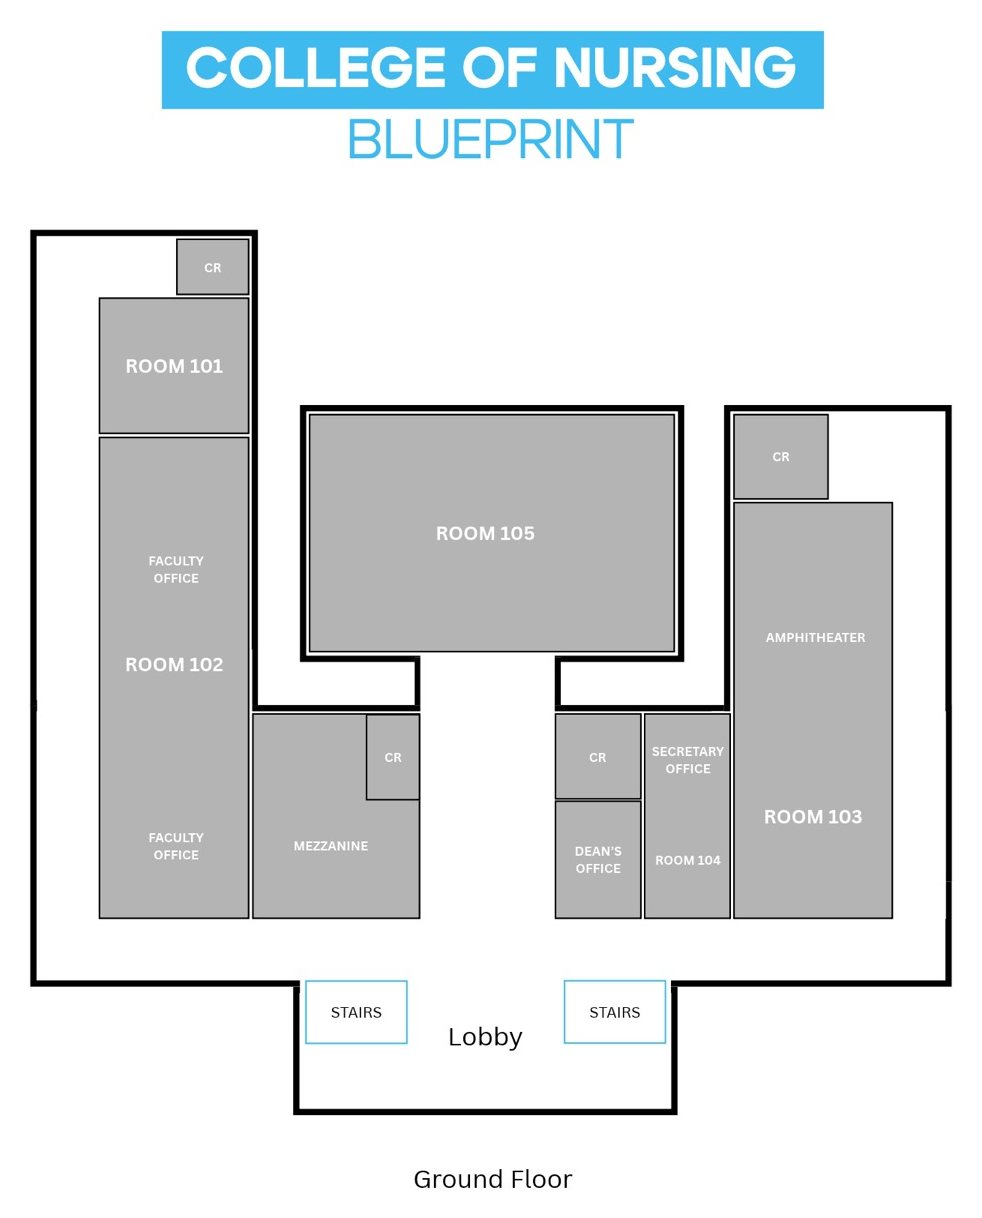 COLLEGE OF NURSING
BLUEPRINT
CR
ROOM 101
FACULTY
OFFICE
ROOM 102
FACULTY
OFFICE
ROOM 105
CR
AMPHITHEATER
ROOM 103
CR
MEZZANINE
CR
DEAN'S
OFFICE
SECRETARY
OFFICE
ROOM 104
STAIRS
Lobby
STAIRS
Ground Floor